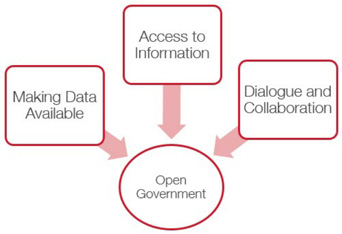 Access to
Information
Making Data
Available
Dialogue and
Collaboration
Open
Government